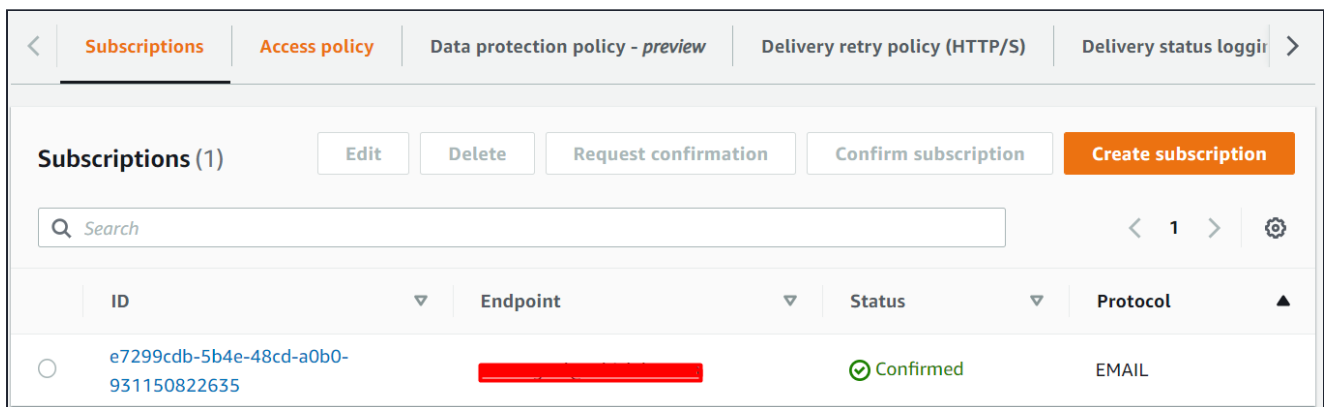 Subscriptions Access policy Data protection policy - preview Delivery retry policy (HTTP/S) Delivery status loggin
Subscriptions (1) Edit Delete Request confirmation Confirm subscription Create subscription
Search 1
ID Endpoint Status Protocol
e7299cdb-5b4e-48cd-a0b0-
931150822635 Confirmed EMAIL